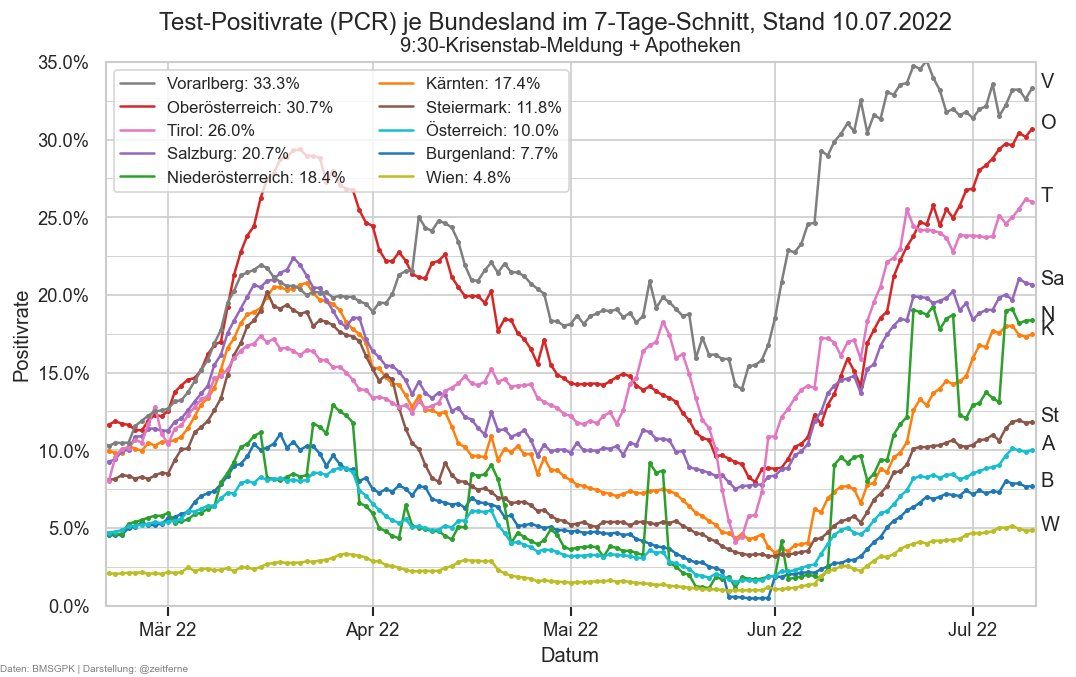 Test-Positivrate (PCR) je Bundesland im 7-Tage-Schnitt, Stand 10.07.2022
9:30-Krisenstab-Meldung + Apotheken
Vorarlberg: 33.3%
Oberösterreich: 30.7%
Tirol: 26.0%
Salzburg: 20.7%
Niederösterreich: 18.4%
Kärnten: 17.4%
Steiermark: 11.8%
Österreich: 10.0%
Burgenland: 7.7%
Wien: 4.8%
Positivrate
35.0%
30.0%
25.0%
20.0%
15.0%
10.0%
5.0%
0.0%
V
O
T
Sa
N
K
St
A
B
W
Mär 22
Apr 22
Mai 22
Jun 22
Jul 22
Datum
Daten: BMSGPK | Darstellung: @zeitferne